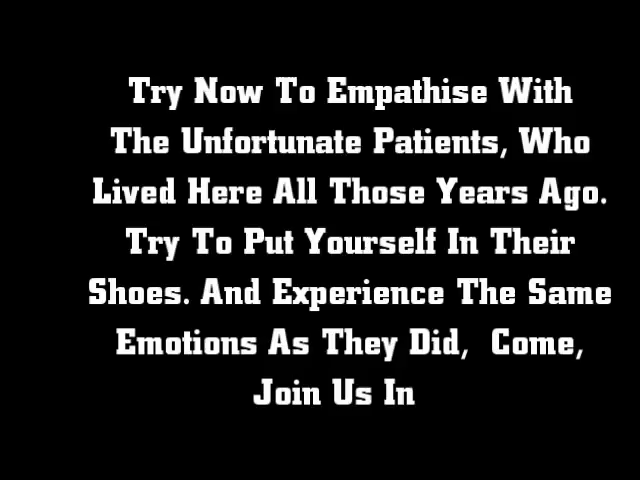 Try Now To Empathise With
The Unfortunate Patients, Who
Lived Here All Those Years Ago.
Try To Put Yourself In Their
Shoes. And Experience The Same
Emotions As They Did,  Come,
Join Us In